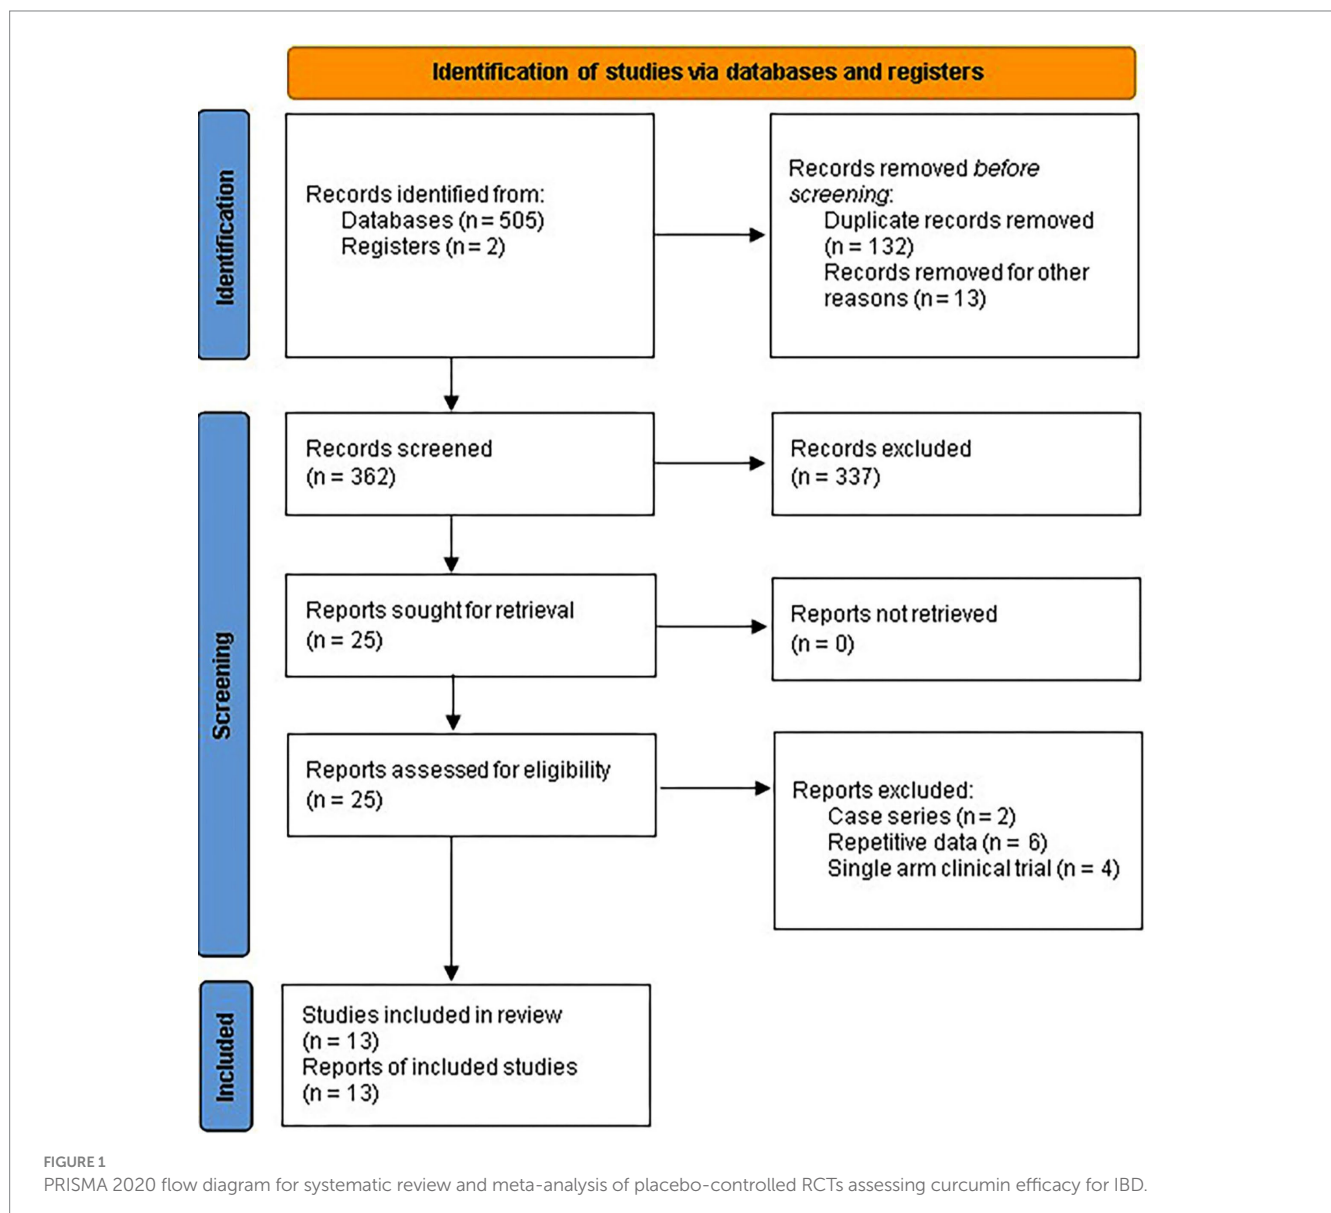 Identification of studies via databases and registers
Identification
Records identified from:
Databases (n = 505)
Registers (n = 2)
Records removed before
screening:
Duplicate records removed
(n = 132)
Records removed for other
reasons (n = 13)
Screening
Records screened
(n = 362)
Records excluded
(n = 337)
Reports sought for retrieval
(n = 25)
Reports not retrieved
(n = 0)
Reports assessed for eligibility
(n = 25)
Reports excluded:
Case series (n = 2)
Repetitive data (n = 6)
Single arm clinical trial (n = 4)
Included
Studies included in review
(n = 13)
Reports of included studies
(n = 13)
FIGURE 1
PRISMA 2020 flow diagram for systematic review and meta-analysis of placebo-controlled RCTs assessing curcumin efficacy for IBD.